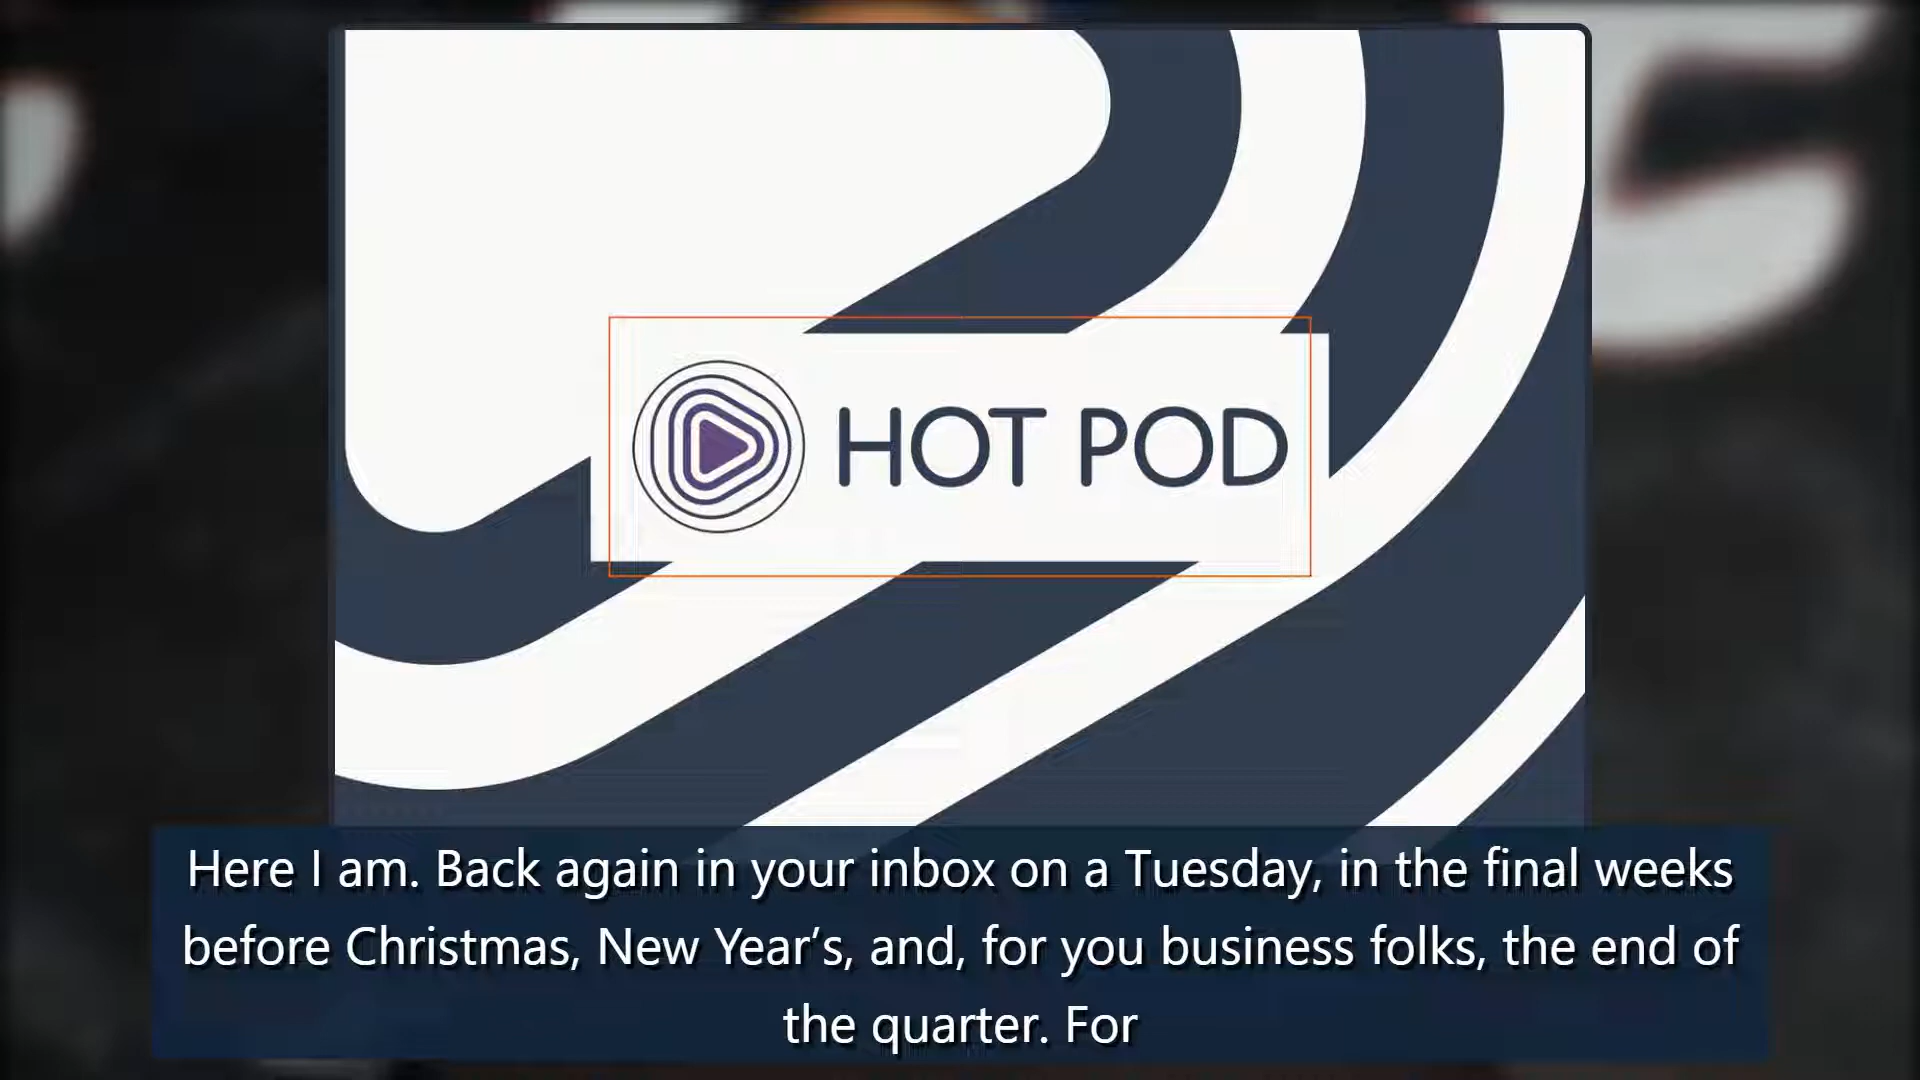 HOT POD
Here I am. Back again in your inbox on a Tuesday, in the final weeks
before Christmas, New Year’s, and, for you business folks, the end of
the quarter. For